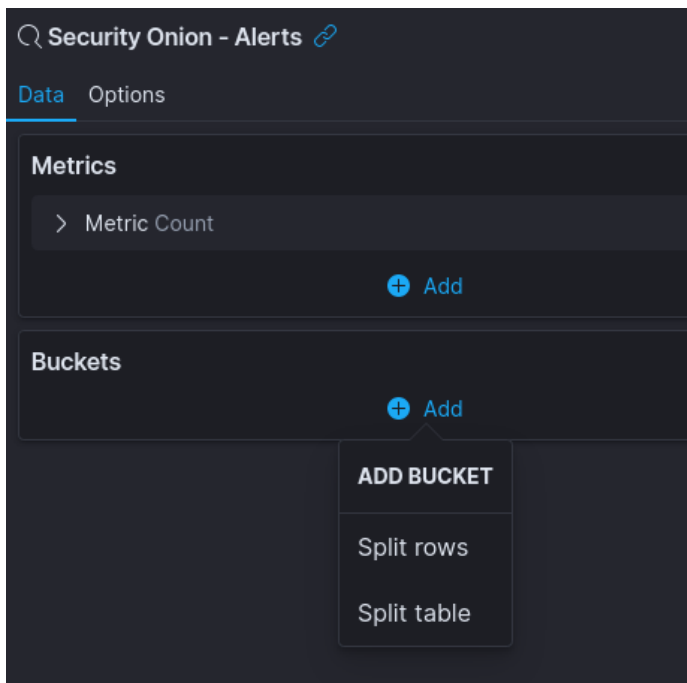 Security Onion - Alerts
Data Options
Metrics
Metric Count
Add
Buckets
Add
ADD BUCKET
Split rows
Split table